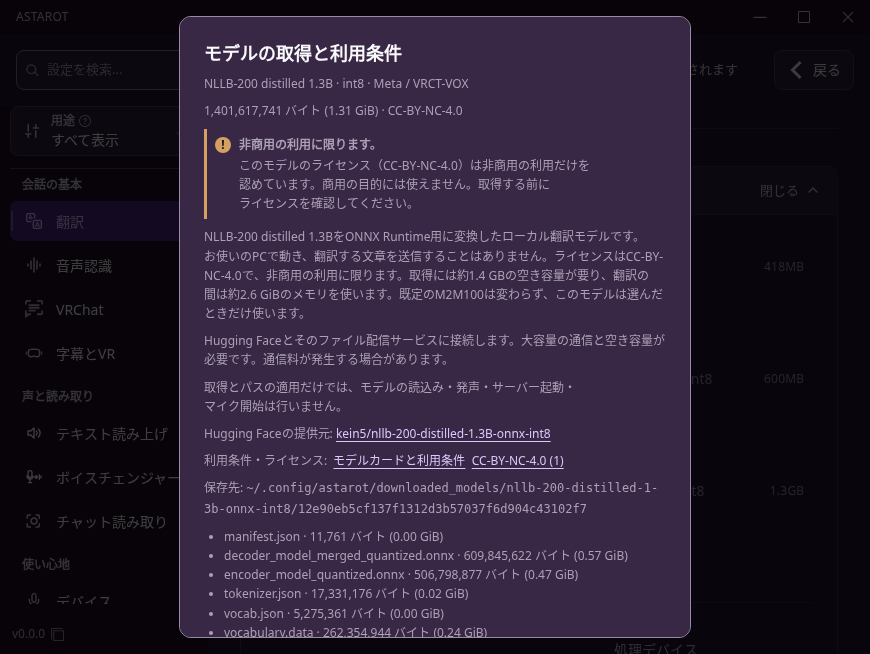 ASTAROT
設定を検索...
されます
戻る
用途
すべて表示
会話の基本
翻訳
音声認識
VRChat
字幕とVR
声と読み取り
テキスト読み上げ
ボイスチェンジャー
チャット読み取り
使い心地
デバイス
v0.0.0
閉じる
418MB
int8
600MB
t8
1.3GB
処理デバイス
モデルの取得と利用条件
NLLB-200 distilled 1.3B · int8 · Meta / VRCT-VOX
1,401,617,741 バイト (1.31 GiB) · CC-BY-NC-4.0
非商用の利用に限ります。
このモデルのライセンス（CC-BY-NC-4.0）は非商用の利用だけを
認めています。商用の目的には使えません。取得する前に
ライセンスを確認してください。
NLLB-200 distilled 1.3BをONNX Runtime用に変換したローカル翻訳モデルです。
お使いのPCで動き、翻訳する文章を送信することはありません。ライセンスはCC-BY-
NC-4.0で、非商用の利用に限ります。取得には約1.4 GBの空き容量が要り、翻訳の
間は約2.6 GiBのメモリを使います。既定のM2M100は変わらず、このモデルは選んだ
ときだけ使います。
Hugging Faceとそのファイル配信サービスに接続します。大容量の通信と空き容量が
必要です。通信料が発生する場合があります。
取得とパスの適用だけでは、モデルの読込み・発声・サーバー起動・
マイク開始は行いません。
Hugging Faceの提供元: kein5/nllb-200-distilled-1.3B-onnx-int8
利用条件・ライセンス: モデルカードと利用条件 CC-BY-NC-4.0 (1)
保存先: ~/.config/astarot/downloaded_models/nllb-200-distilled-1-
3b-onnx-int8/12e90eb5cf137f1312d3b57037f6d904c43102f7
manifest.json · 11,761 バイト (0.00 GiB)
decoder_model_merged_quantized.onnx · 609,845,622 バイト (0.57 GiB)
encoder_model_quantized.onnx · 506,798,877 バイト (0.47 GiB)
tokenizer.json · 17,331,176 バイト (0.02 GiB)
vocab.json · 5,275,361 バイト (0.00 GiB)
vocabulary.data · 262,354,944 バイト (0.24 GiB)